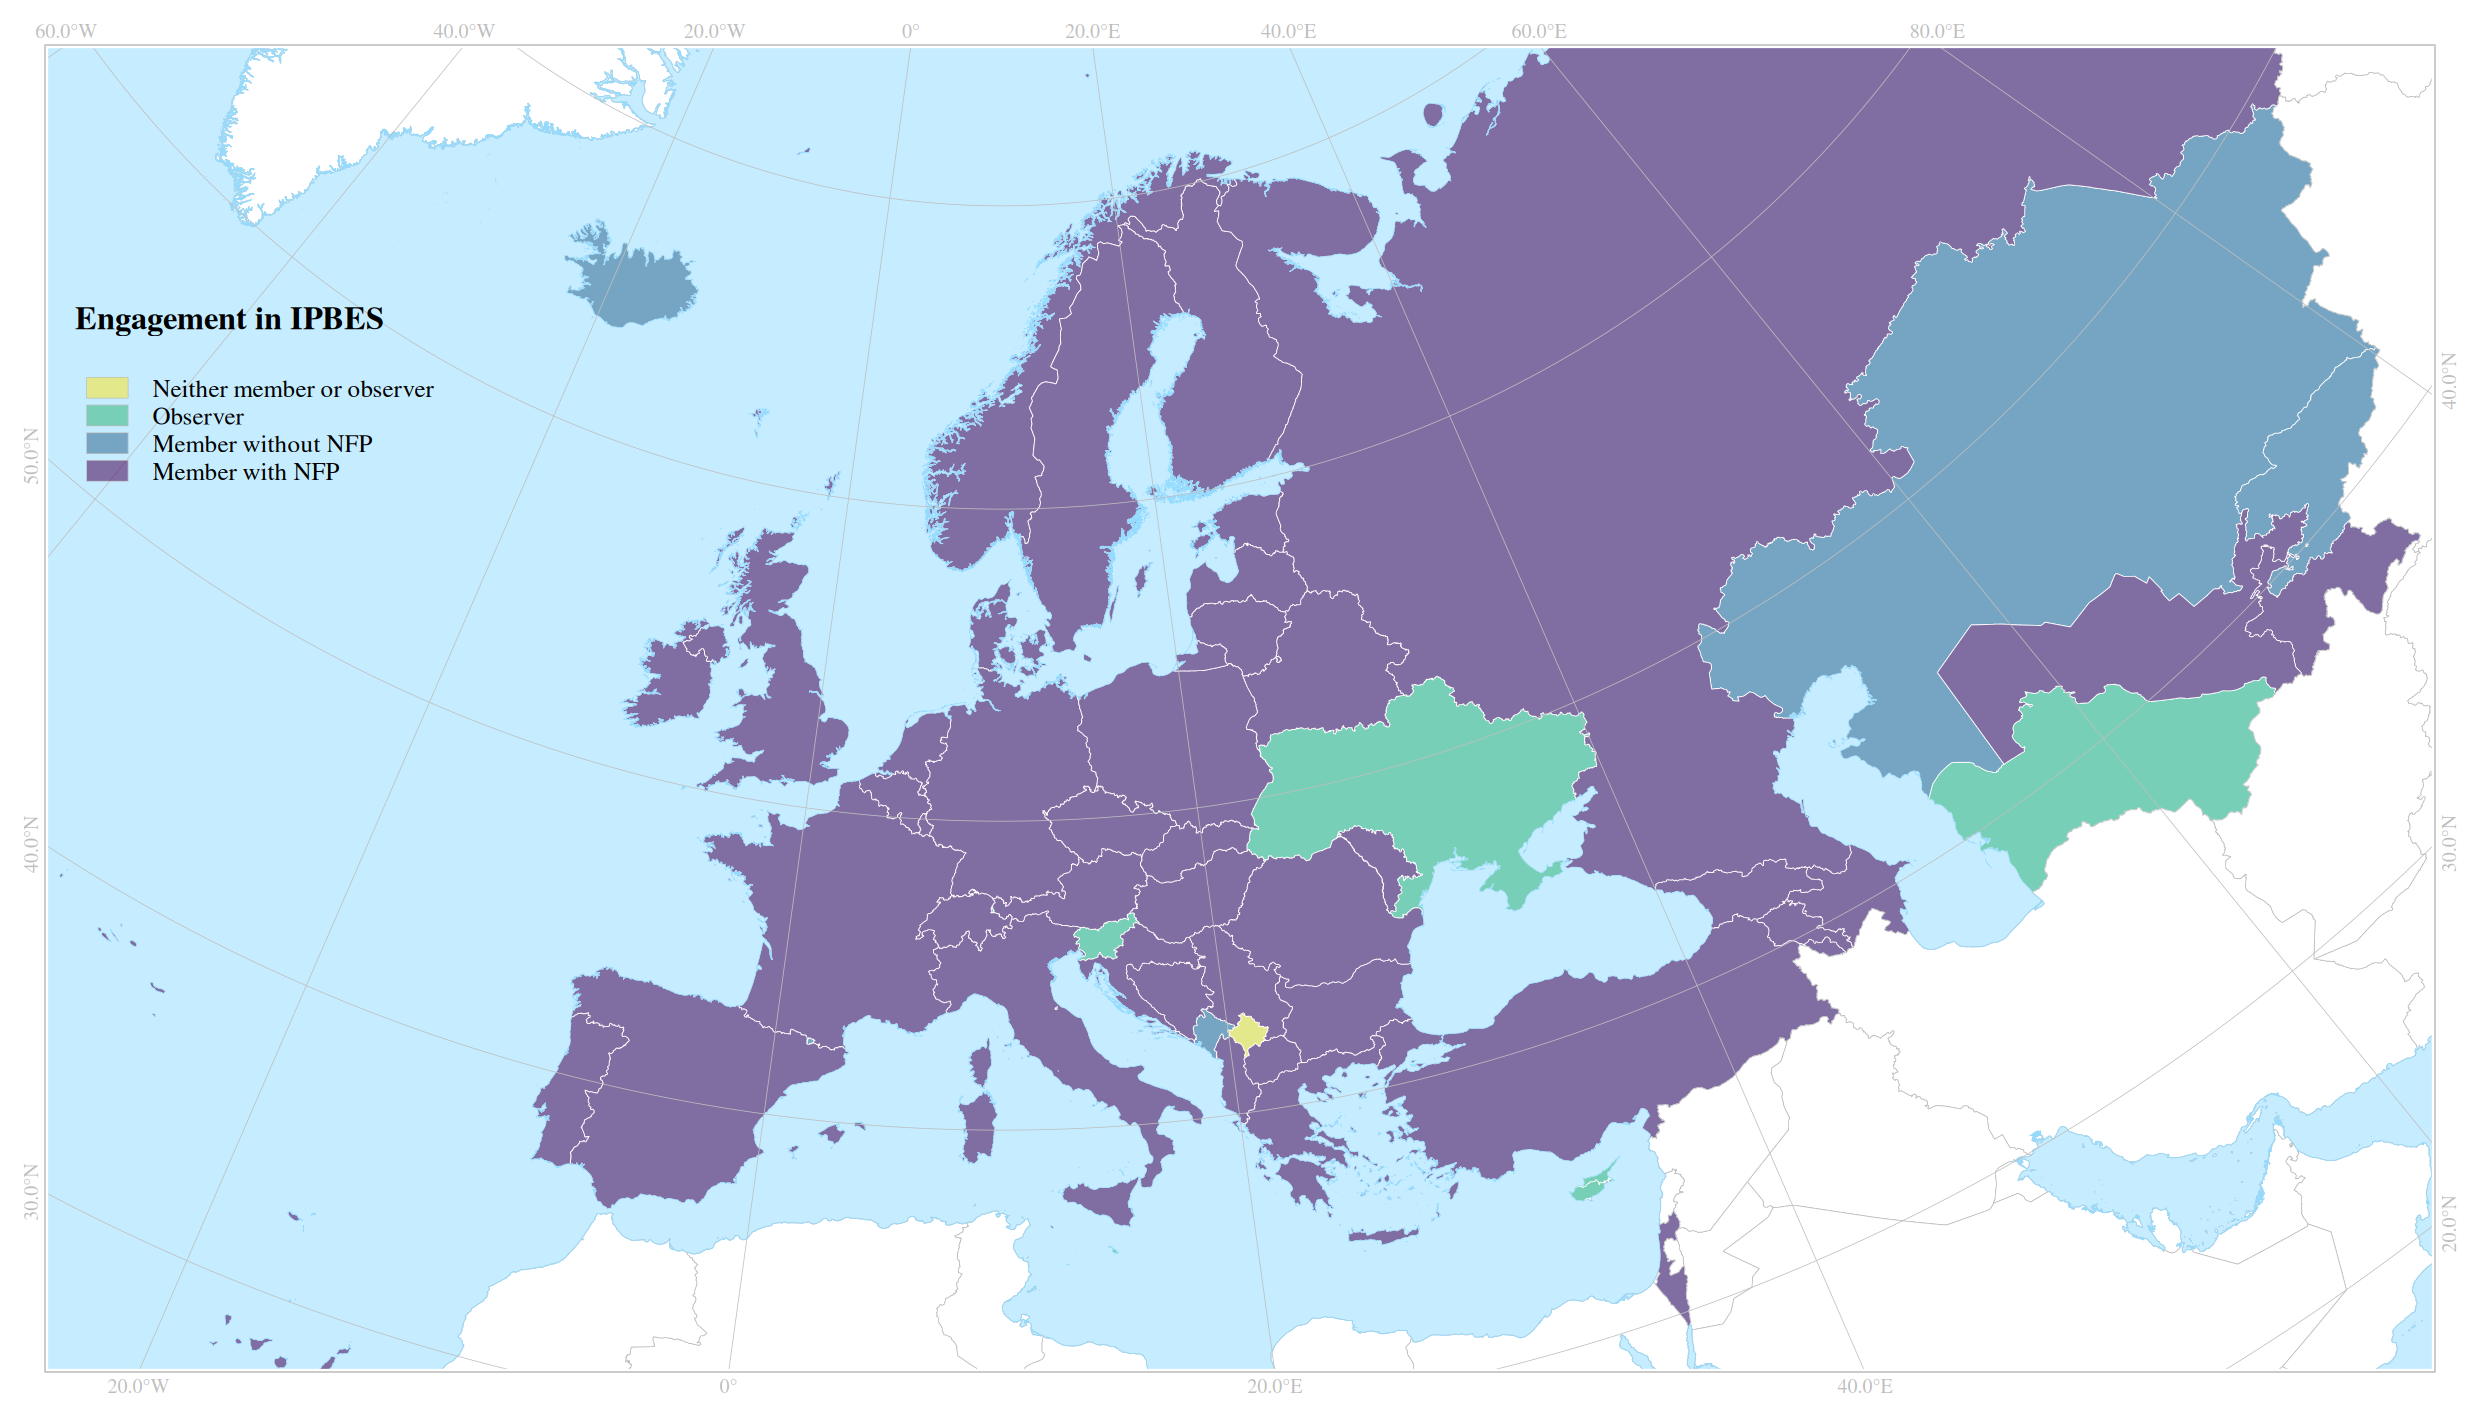 60.0°W 40.0°W 20.0°W 0° 20.0°E 40.0°E 60.0°E 80.0°E
Engagement in IPBES
Neither member or observer
Observer
Member without NFP
Member with NFP
50.0°N
40.0°N
30.0°N
40.0°N
30.0°N
20.0°N
20.0°W 0° 20.0°E 40.0°E